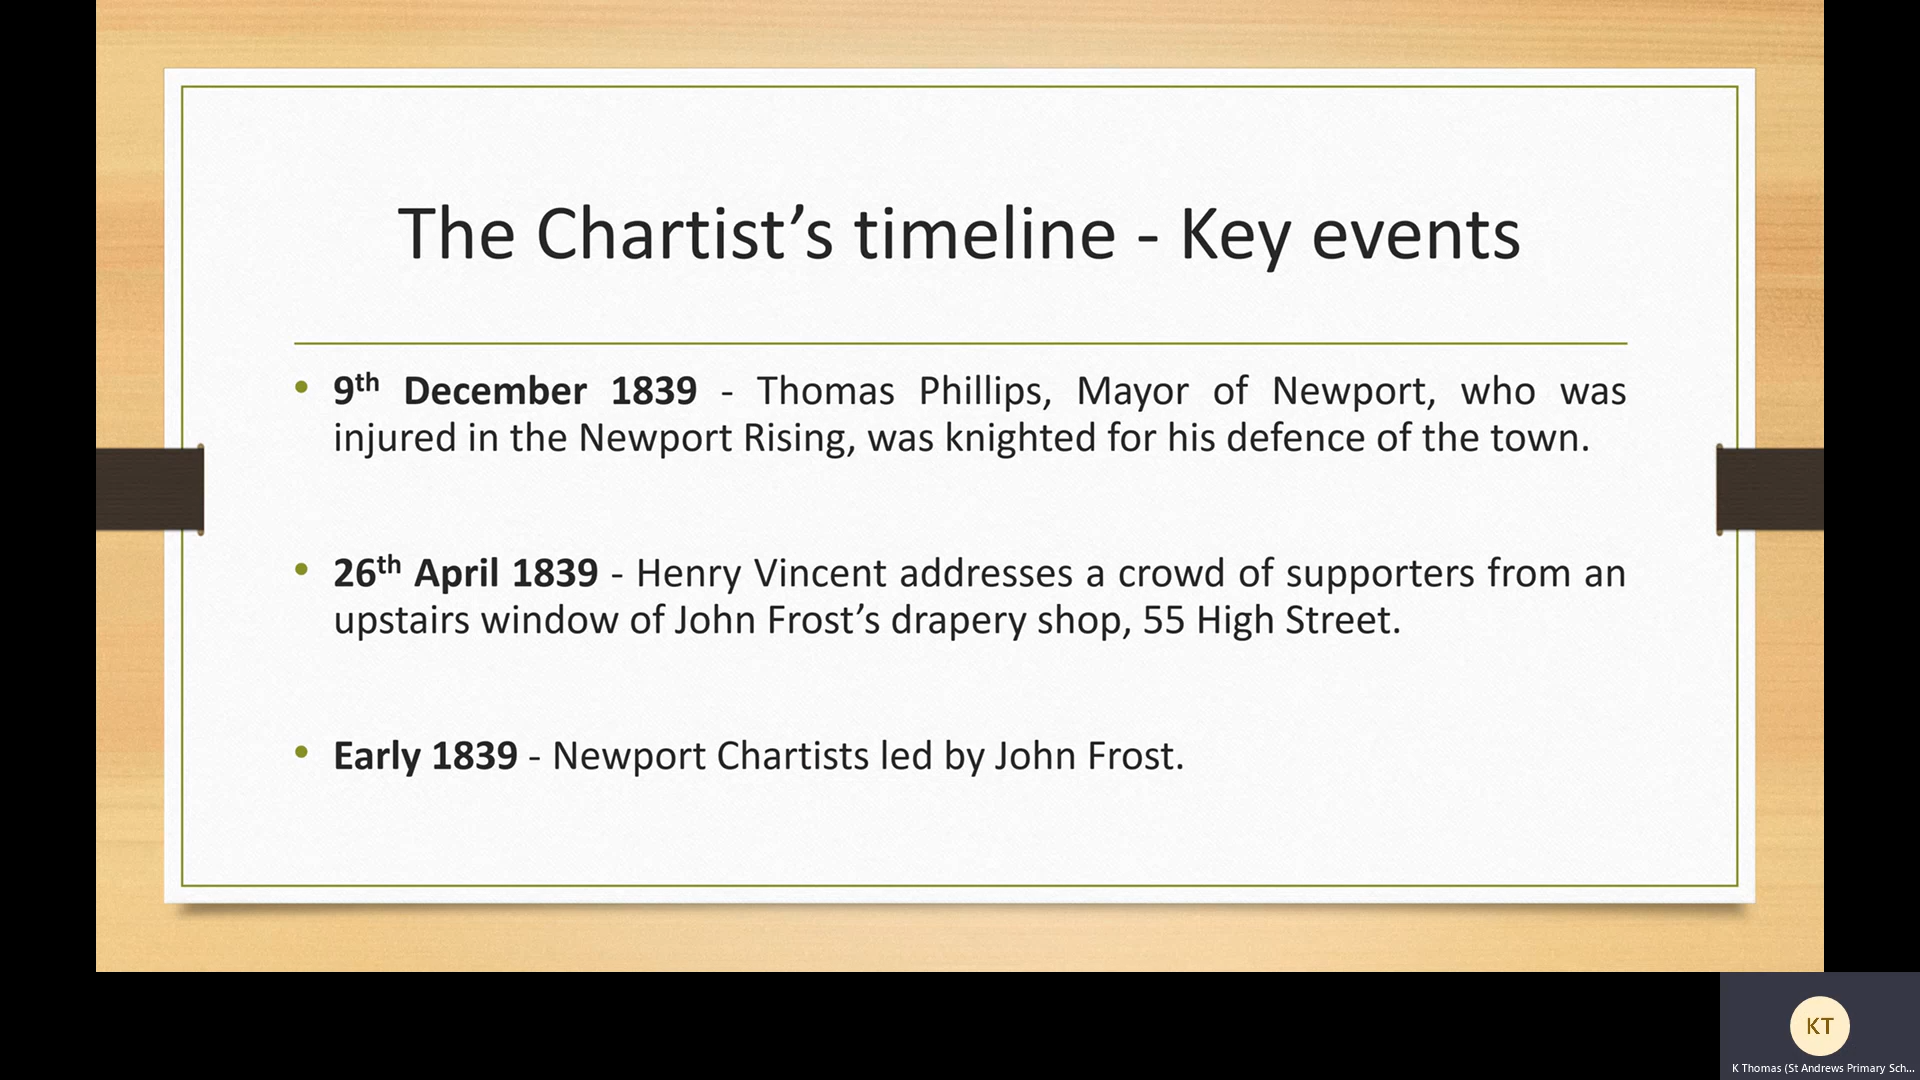 The Chartist’s timeline - Key events
• 9th December 1839 - Thomas Phillips, Mayor of Newport, who was
injured in the Newport Rising, was knighted for his defence of the town.
• 26th April 1839 - Henry Vincent addresses a crowd of supporters from an
upstairs window of John Frost’s drapery shop, 55 High Street.
• Early 1839 - Newport Chartists led by John Frost.
KT
K Thomas (St Andrews Primary Sch...